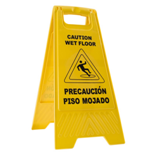 CAUTION
WET FLOOR
PRECAUCIÓN
PISO MOJADO